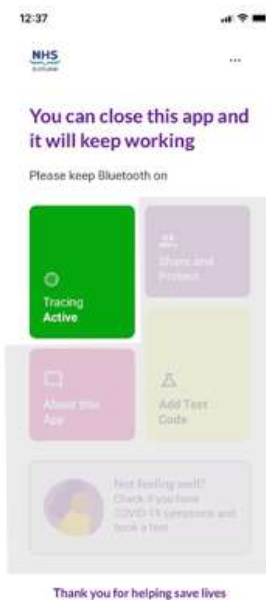 12:37
NHS
SCOTLAND
You can close this app and
it will keep working
Please keep Bluetooth on
Tracing
Active
Share and
Protect
About this
App
Add Test
Code
Not feeling well?
Check if you have
COVID-19 symptoms and
book a test
Thank you for helping save lives